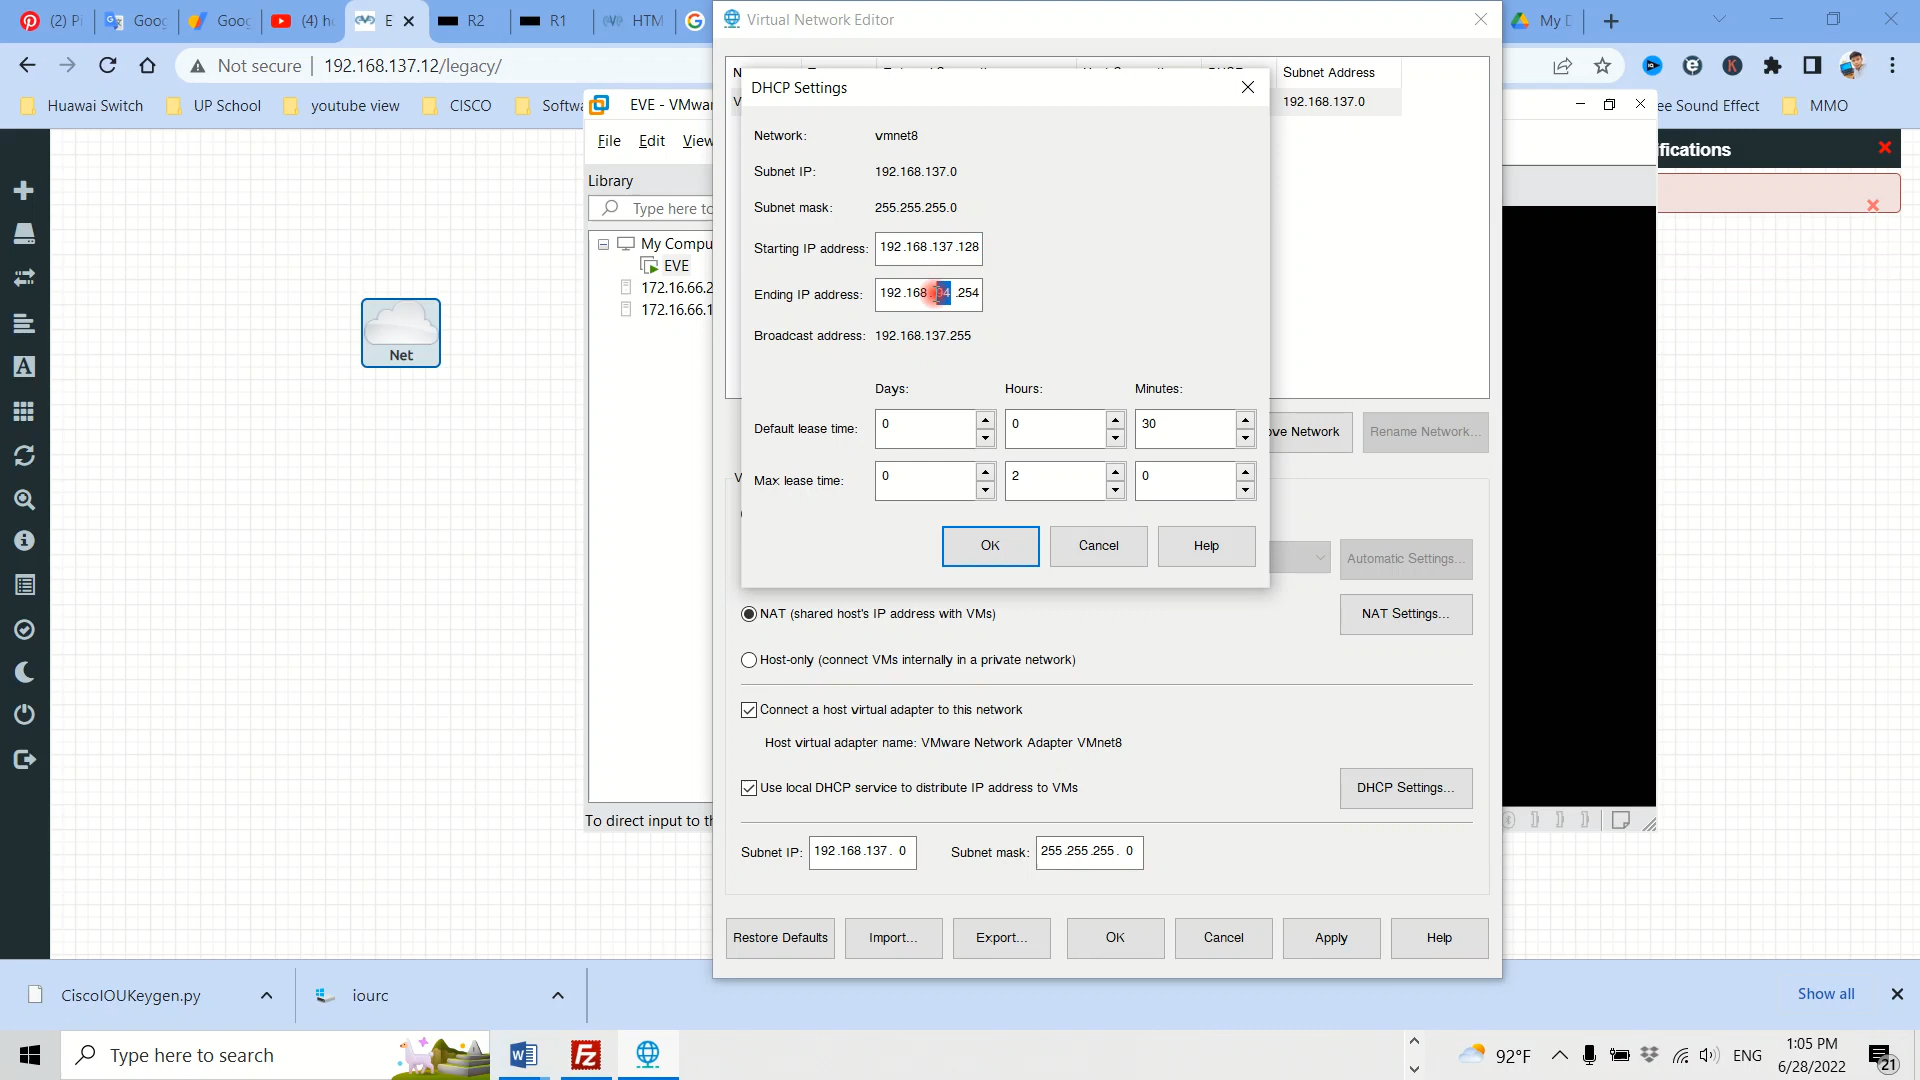 (2) Pi
Goog
Goog
(4) h
E
R2
R1
HTM
My D
Not secure
192.168.137.12/legacy/
Huawai Switch
UP School
youtube view
CISCO
Softwa
ee Sound Effect
MMO
EVE - VMwar
File
Edit
View
Library
Type here to
My Compu
EVE
172.16.66.2
172.16.66.1
To direct input to th
Net
fications
Virtual Network Editor
Subnet Address
192.168.137.0
DHCP Settings
Network: vmnet8
Subnet IP: 192.168.137.0
Subnet mask: 255.255.255.0
Starting IP address: 192.168.137.128
Ending IP address: 192.168. 94 .254
Broadcast address: 192.168.137.255
Days: Hours: Minutes:
Default lease time: 0 0 30
Max lease time: 0 2 0
OK
Cancel
Help
ove Network
Rename Network...
Automatic Settings...
NAT (shared host's IP address with VMs)
NAT Settings...
Host-only (connect VMs internally in a private network)
Connect a host virtual adapter to this network
Host virtual adapter name: VMware Network Adapter VMnet8
Use local DHCP service to distribute IP address to VMs
DHCP Settings...
Subnet IP: 192.168.137. 0
Subnet mask: 255.255.255. 0
Restore Defaults
Import...
Export...
OK
Cancel
Apply
Help
CiscoIOUKeygen.py
iourc
Show all
Type here to search
92°F
ENG
1:05 PM
6/28/2022
21